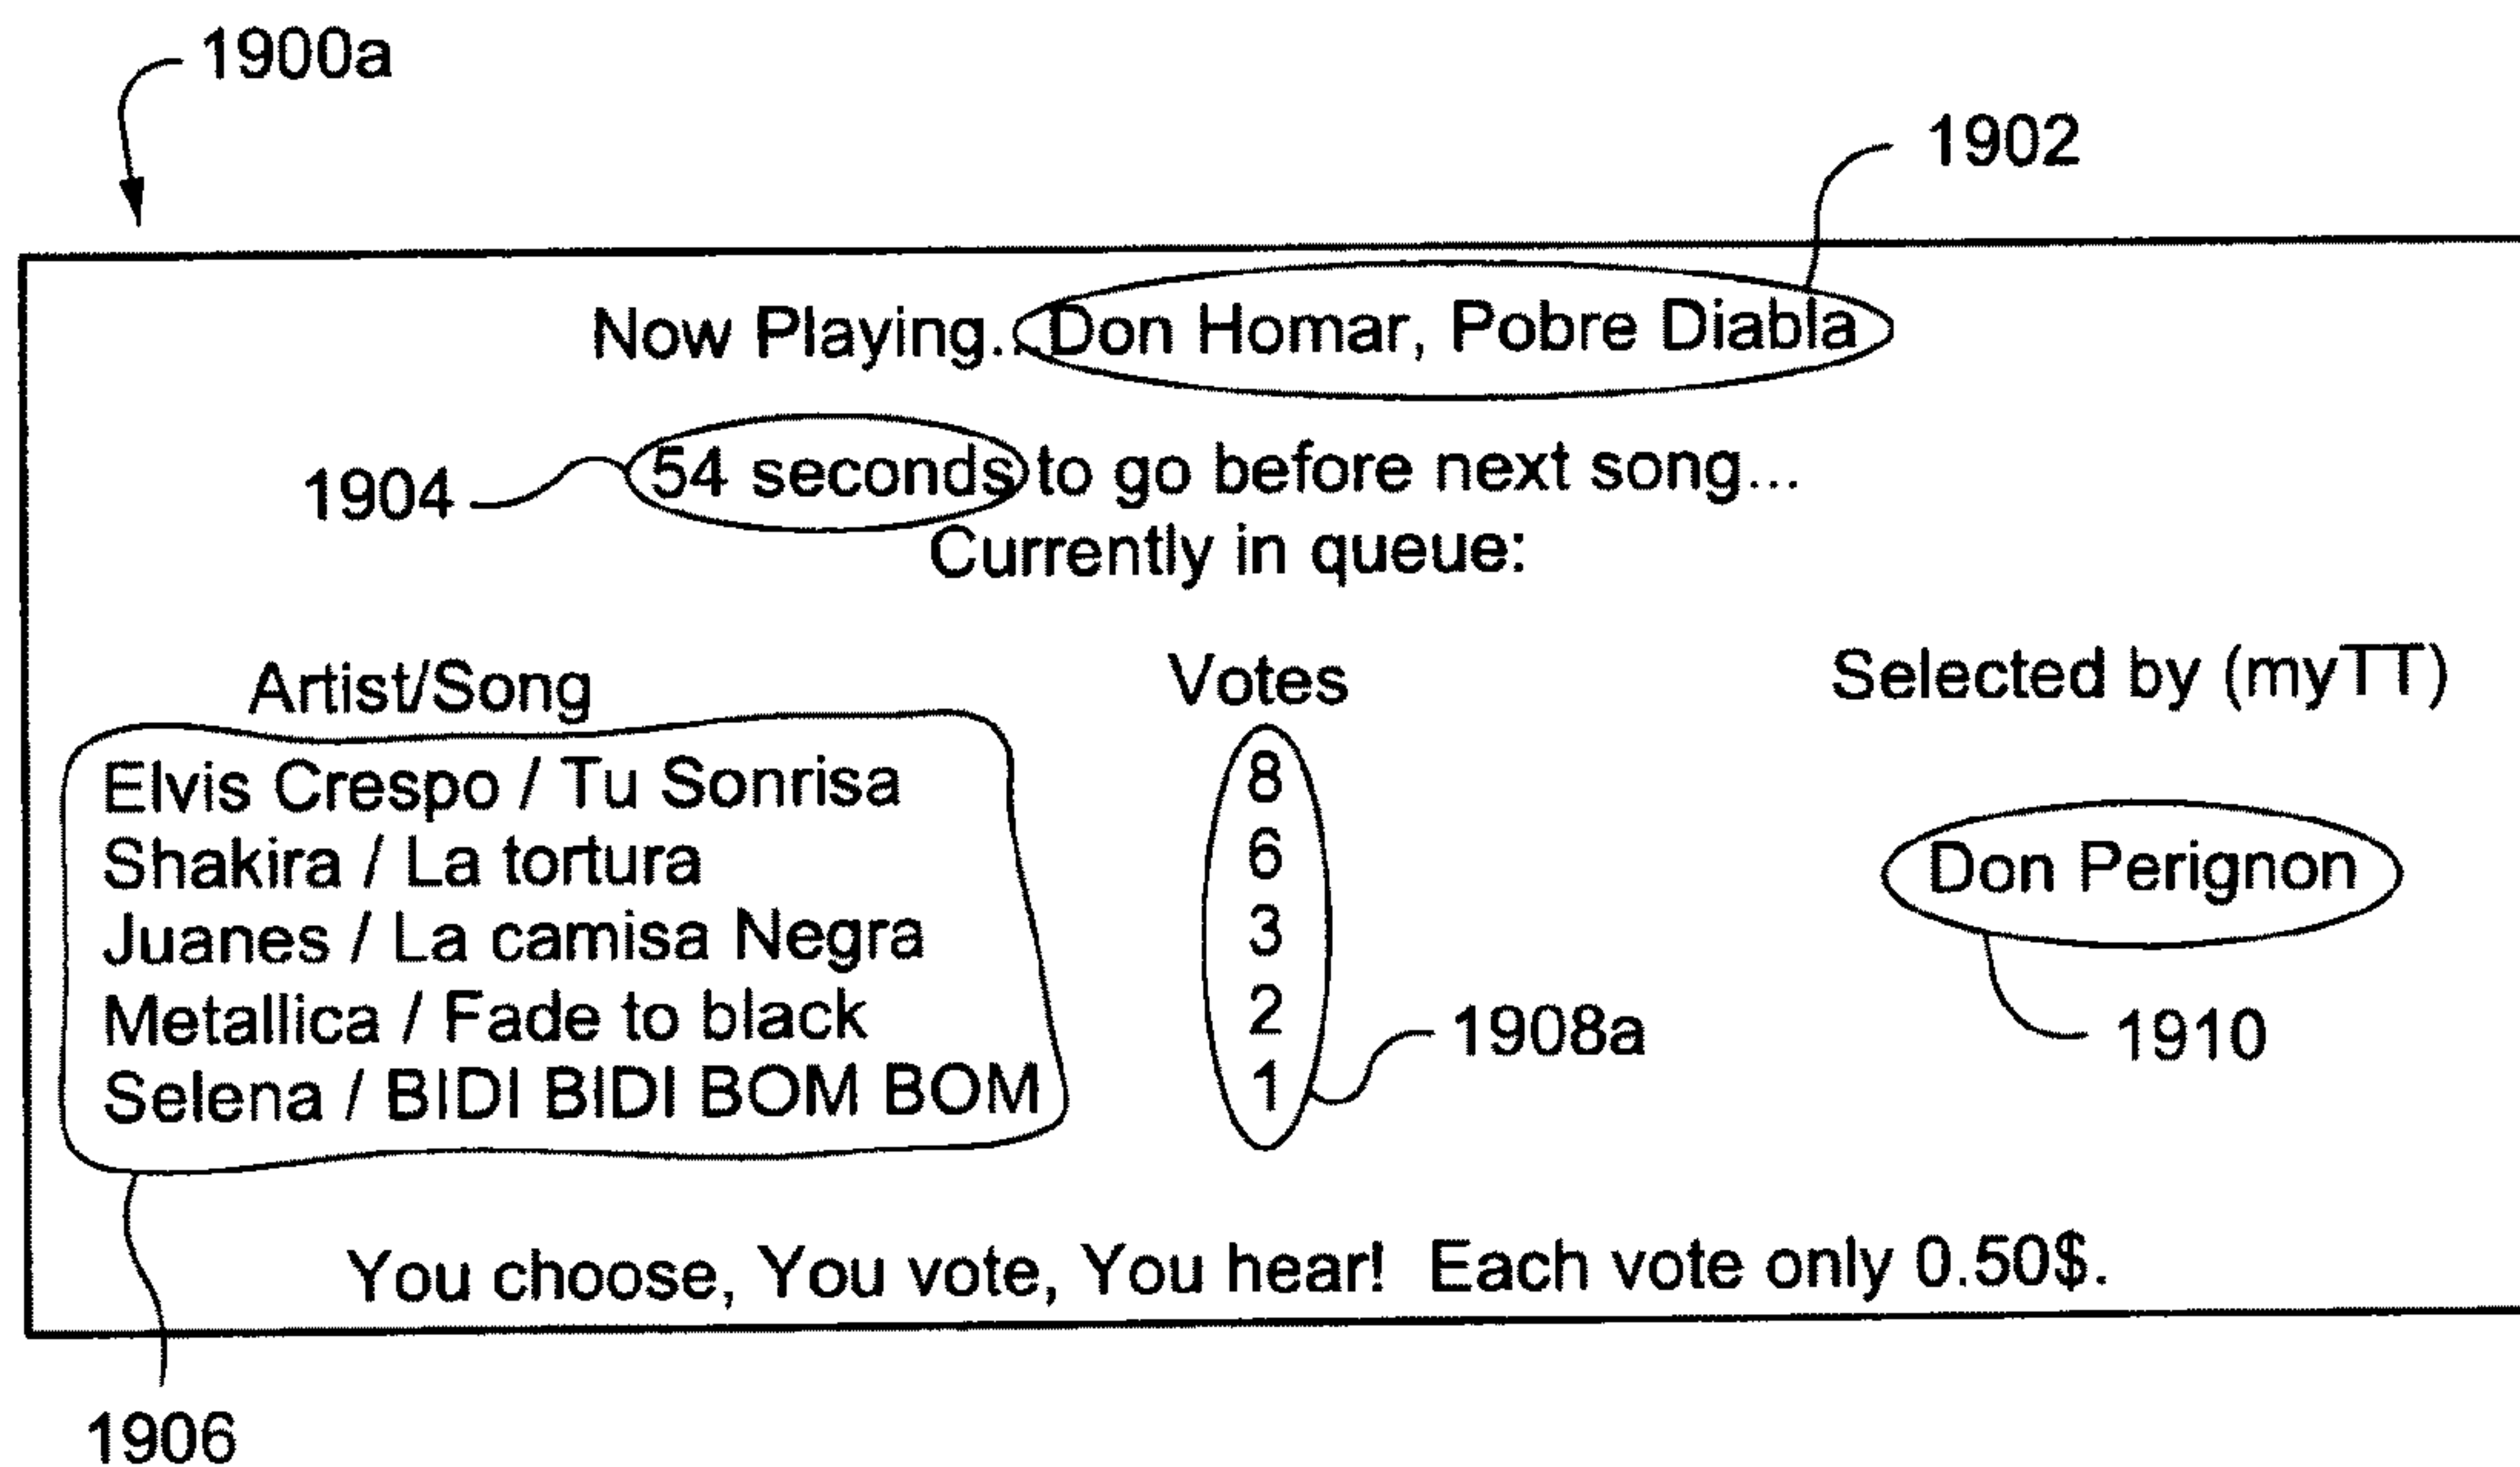 1900a
1902
Now Playing...Don Homar, Pobre Diabla
1904
54 seconds to go before next song...
Currently in queue:
Artist/Song Votes Selected by (myTT)
Elvis Crespo / Tu Sonrisa 8
Shakira / La tortura 6 Don Perignon
Juanes / La camisa Negra 3
Metallica / Fade to black 2 1908a 1910
Selena / BIDI BIDI BOM BOM 1
You choose, You vote, You hear! Each vote only 0.50$.
1906